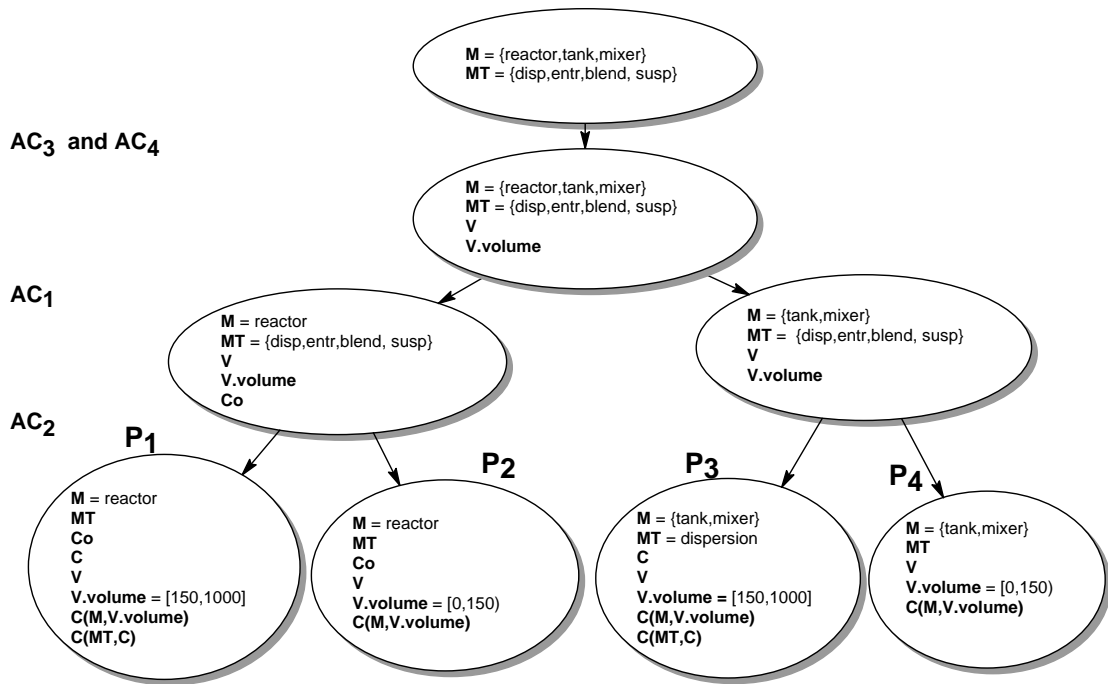 M = {reactor,tank,mixer}
MT = {disp,entr,blend, susp}
AC3 and AC4
M = {reactor,tank,mixer}
MT = {disp,entr,blend, susp}
V
V.volume
AC1
M = reactor
MT = {disp,entr,blend, susp}
V
V.volume
Co
M = {tank,mixer}
MT = {disp,entr,blend, susp}
V
V.volume
AC2
P1
M = reactor
MT
Co
C
V
V.volume = [150,1000]
C(M,V.volume)
C(MT,C)
P2
M = reactor
MT
Co
V
V.volume = [0,150)
C(M,V.volume)
P3
M = {tank,mixer}
MT = dispersion
C
V
V.volume = [150,1000]
C(M,V.volume)
C(MT,C)
P4
M = {tank,mixer}
MT
V
V.volume = [0,150)
C(M,V.volume)